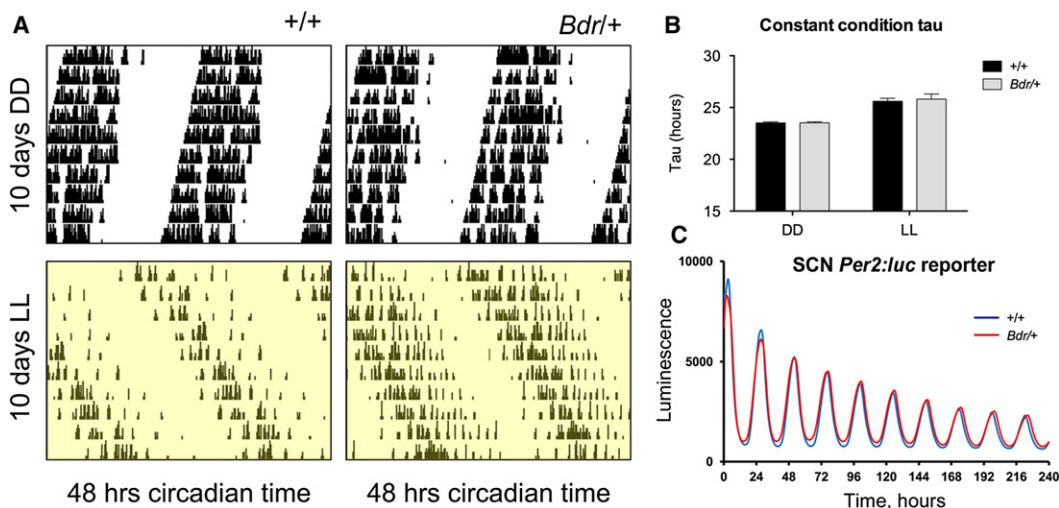 A
+/+
Bdr/+
10 days DD
10 days LL
48 hrs circadian time
48 hrs circadian time
B
Constant condition tau
Tau (hours)
30
25
20
15
DD
LL
+/+
Bdr/+
C
SCN Per2:luc reporter
Luminescence
10000
5000
0
+/+
Bdr/+
0 24 48 72 96 120 144 168 192 216 240
Time, hours